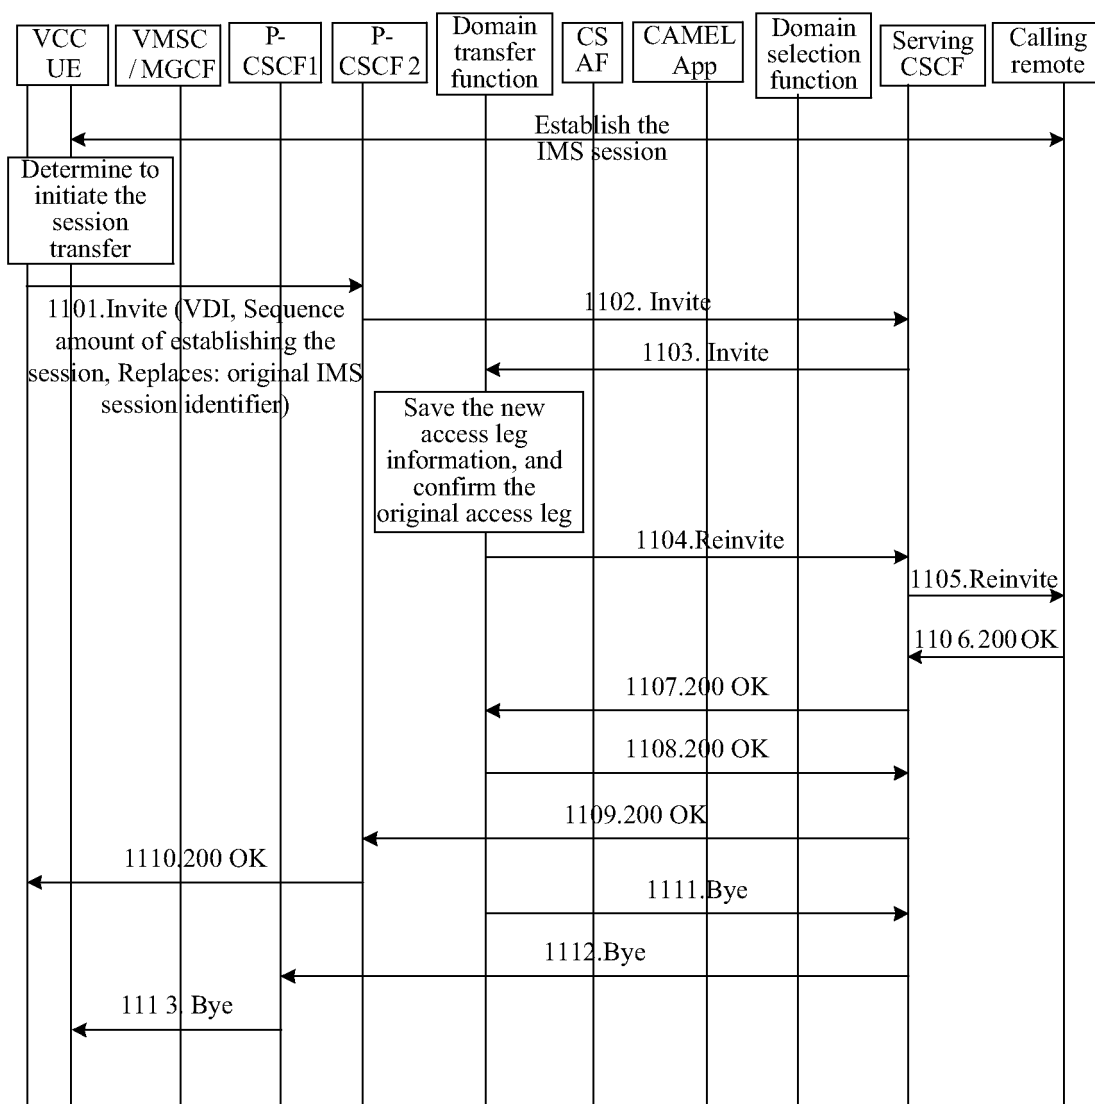 VCC
UE
VMSC
/ MGCF
P-
CSCF1
P-
CSCF 2
Domain
transfer
function
CS
AF
CAMEL
App
Domain
selection
function
Serving
CSCF
Calling
remote
Establish the
IMS session
Determine to
initiate the
session
transfer
1101.Invite (VDI, Sequence
amount of establishing the
session, Replaces: original IMS
session identifier)
1102. Invite
1103. Invite
Save the new
access leg
information, and
confirm the
original access leg
1104.Reinvite
1105.Reinvite
110 6.200 OK
1107.200 OK
1108.200 OK
1109.200 OK
1110.200 OK
1111.Bye
1112.Bye
111 3. Bye